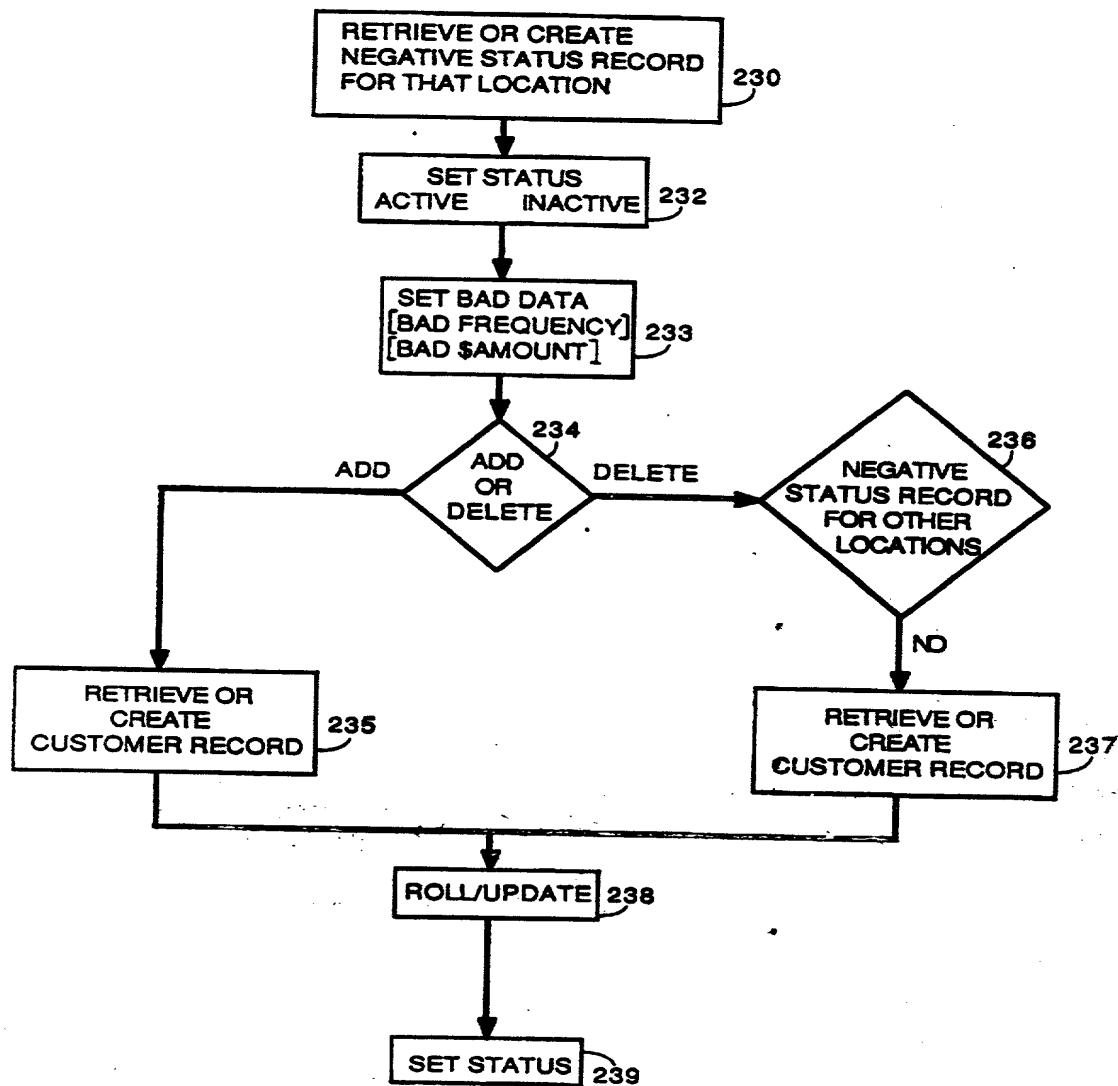 RETRIEVE OR CREATE
NEGATIVE STATUS RECORD
FOR THAT LOCATION
230
SET STATUS
ACTIVE INACTIVE
232
SET BAD DATA
[BAD FREQUENCY]
[BAD $AMOUNT]
233
234
ADD
ADD
OR
DELETE
DELETE
236
NEGATIVE
STATUS RECORD
FOR OTHER
LOCATIONS
NO
RETRIEVE OR
CREATE
CUSTOMER RECORD
235
RETRIEVE OR
CREATE
CUSTOMER RECORD
237
ROLL/UPDATE
238
SET STATUS
239